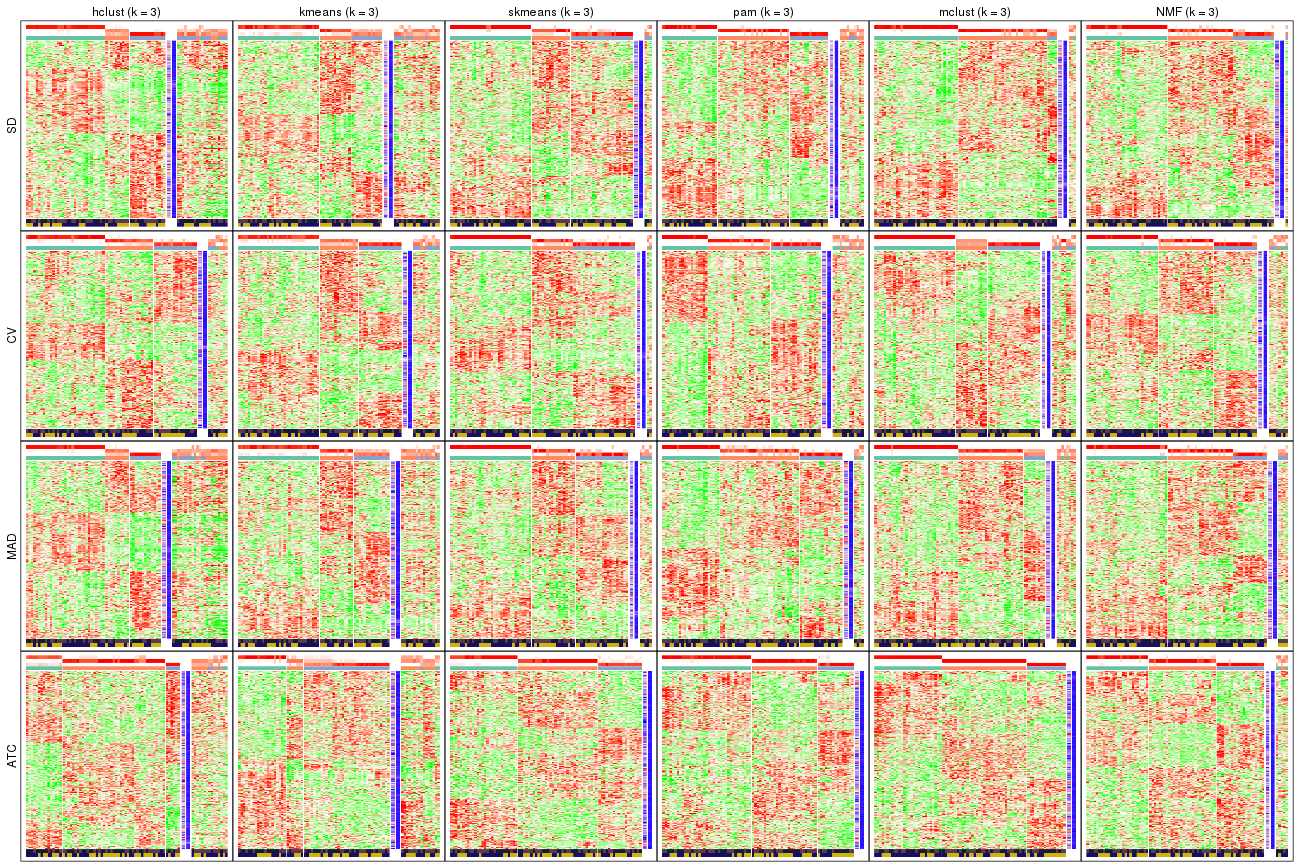 hclust (k = 3) kmeans (k = 3) skmeans (k = 3) pam (k = 3) mclust (k = 3) NMF (k = 3)
SD
CV
MAD
ATC